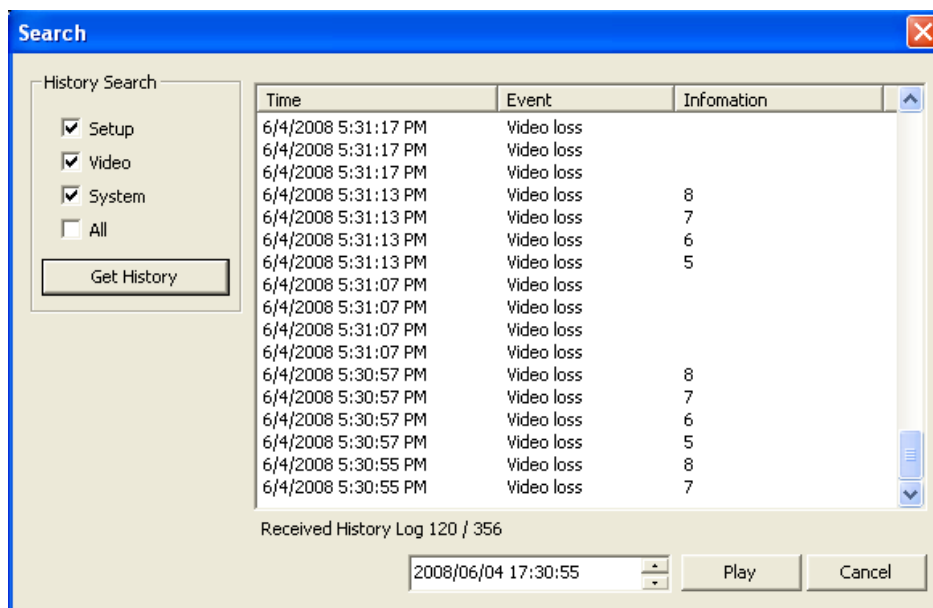 Search
History Search
Setup
Video
System
All
Get History
Time Event Infomation
6/4/2008 5:31:17 PM Video loss
6/4/2008 5:31:17 PM Video loss
6/4/2008 5:31:17 PM Video loss
6/4/2008 5:31:13 PM Video loss 8
6/4/2008 5:31:13 PM Video loss 7
6/4/2008 5:31:13 PM Video loss 6
6/4/2008 5:31:13 PM Video loss 5
6/4/2008 5:31:07 PM Video loss
6/4/2008 5:31:07 PM Video loss
6/4/2008 5:31:07 PM Video loss
6/4/2008 5:31:07 PM Video loss
6/4/2008 5:30:57 PM Video loss 8
6/4/2008 5:30:57 PM Video loss 7
6/4/2008 5:30:57 PM Video loss 6
6/4/2008 5:30:57 PM Video loss 5
6/4/2008 5:30:55 PM Video loss 8
6/4/2008 5:30:55 PM Video loss 7
Received History Log 120 / 356
2008/06/04 17:30:55 Play Cancel